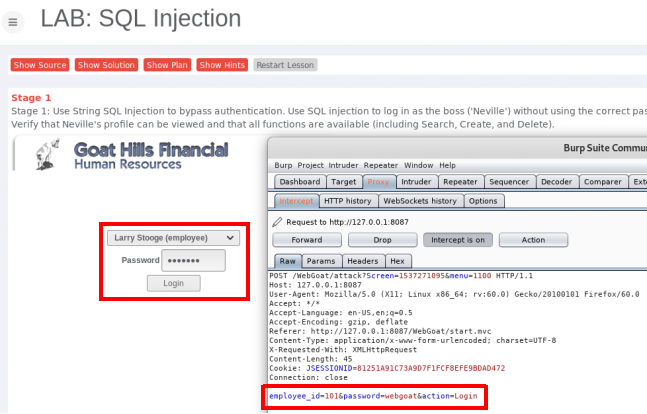 LAB: SQL Injection
Show Source Show Solution Show Plan Show Hints Restart Lesson
Stage 1
Stage 1: Use String SQL Injection to bypass authentication. Use SQL injection to log in as the boss ('Neville') without using the correct pas
Verify that Neville's profile can be viewed and that all functions are available (including Search, Create, and Delete).
Goat Hills Financial
Human Resources
Larry Stooge (employee)
Password
Login
Burp Suite Commu
Burp Project Intruder Repeater Window Help
Dashboard Target Proxy Intruder Repeater Sequencer Decoder Comparer Ext
Intercept HTTP history WebSockets history Options
Request to http://127.0.0.1:8087
Forward Drop Intercept is on Action
Raw Params Headers Hex
POST /WebGoat/attack?Screen=1537271095&menu=1100 HTTP/1.1
Host: 127.0.0.1:8087
User-Agent: Mozilla/5.0 (X11; Linux x86_64; rv:60.0) Gecko/20100101 Firefox/60.0
Accept: */*
Accept-Language: en-US,en;q=0.5
Accept-Encoding: gzip, deflate
Referer: http://127.0.0.1:8087/WebGoat/start.mvc
Content-Type: application/x-www-form-urlencoded; charset=UTF-8
X-Requested-With: XMLHttpRequest
Content-Length: 45
Cookie: JSESSIONID=81251A91C73A9D7F1FCF8EFE9BDAD472
Connection: close
employee_id=101&password=webgoat&action=Login